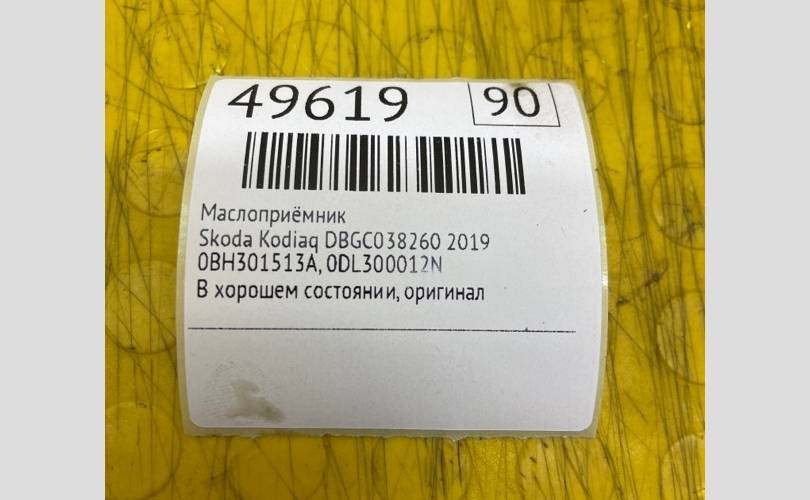 49619 90
Маслоприёмник
Skoda Kodiaq DBGC038260 2019
0BH301513A, 0DL300012N
В хорошем состоянии, оригинал